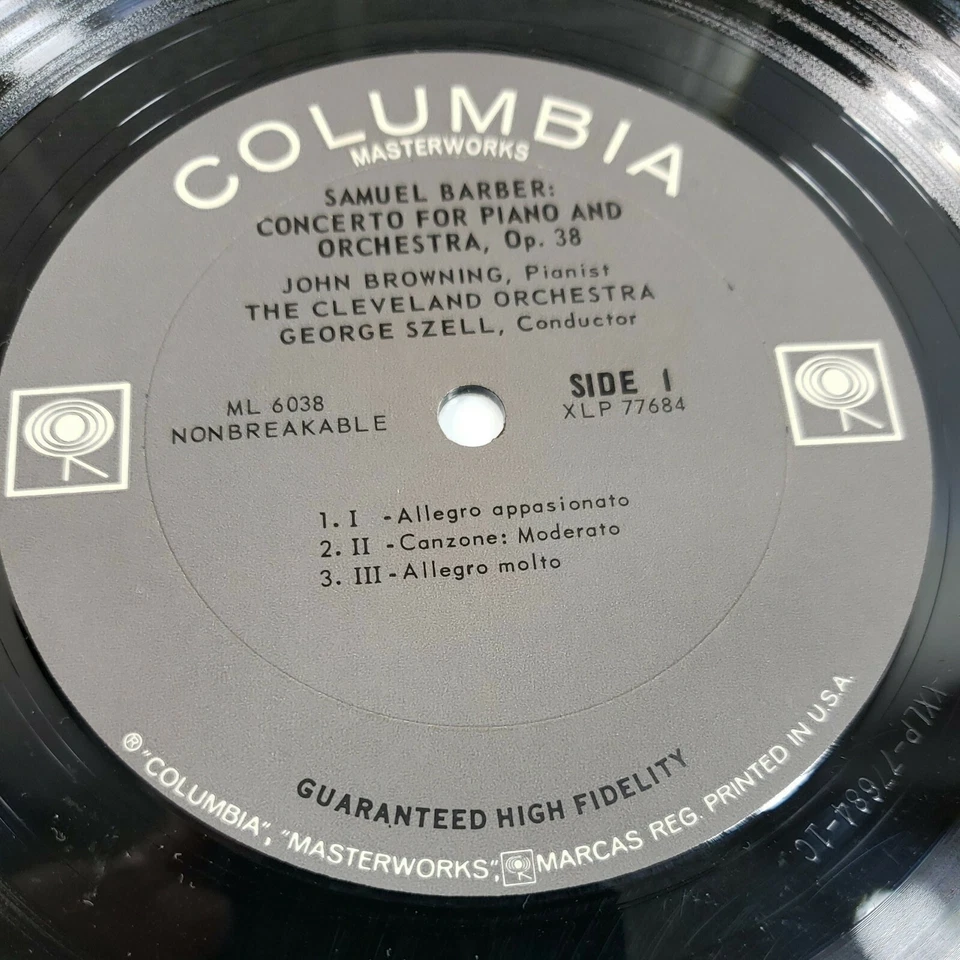 COLUMBIA
MASTERWORKS
SAMUEL BARBER:
CONCERTO FOR PIANO AND
ORCHESTRA, Op. 38
JOHN BROWNING, Pianist
THE CLEVELAND ORCHESTRA
GEORGE SZELL, Conductor
ML 6038
NONBREAKABLE
SIDE 1
XLP 77684
1. I - Allegro appasionato
2. II - Canzone: Moderato
3. III - Allegro molto
GUARANTEED HIGH FIDELITY
® "COLUMBIA", "MASTERWORKS", MARCAS REG. PRINTED IN U.S.A.
XLP-77684-1C